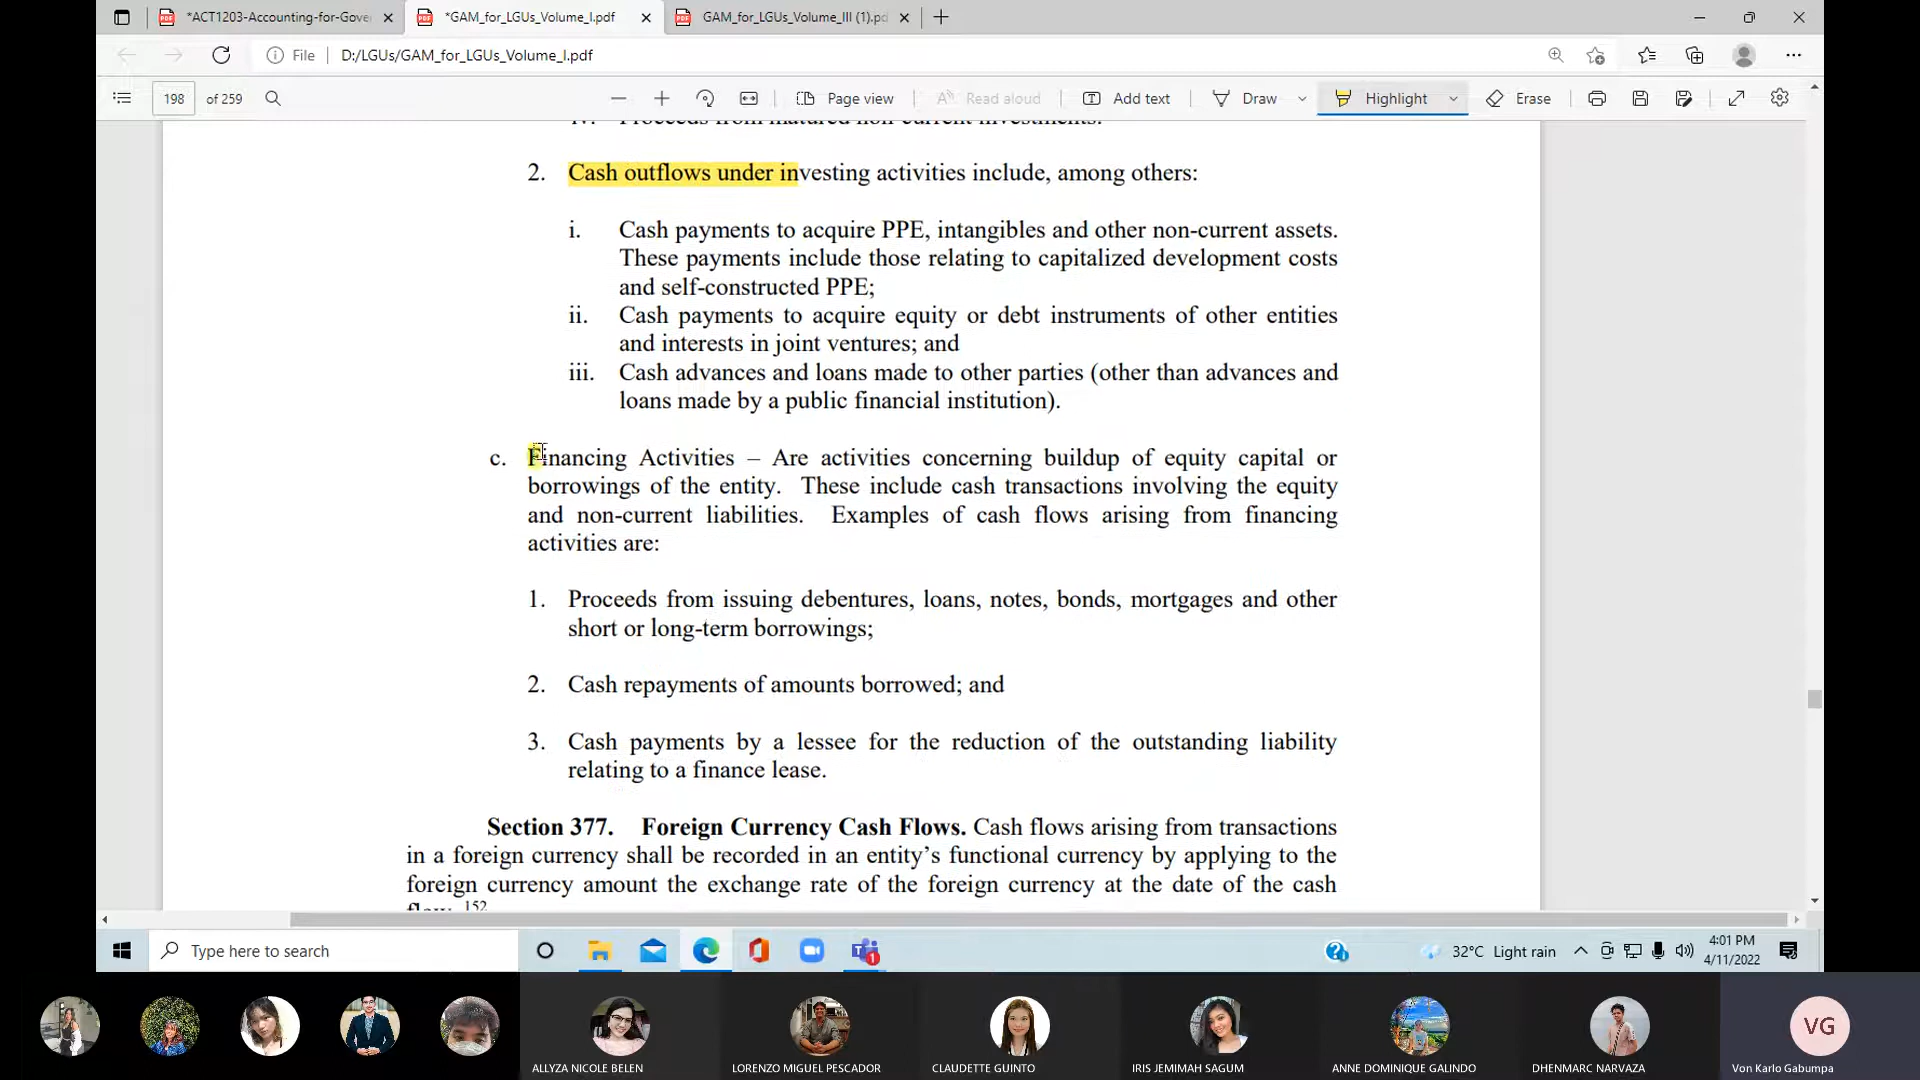 *ACT1203-Accounting-for-Gove
*GAM_for_LGUs_Volume_I.pdf
GAM_for_LGUs_Volume_III (1).pd
File
D:/LGUs/GAM_for_LGUs_Volume_I.pdf
198 of 259
Page view
Read aloud
Add text
Draw
Highlight
Erase
iv. Proceeds from matured non-current investments.
2. Cash outflows under investing activities include, among others:
i. Cash payments to acquire PPE, intangibles and other non-current assets.
These payments include those relating to capitalized development costs
and self-constructed PPE;
ii. Cash payments to acquire equity or debt instruments of other entities
and interests in joint ventures; and
iii. Cash advances and loans made to other parties (other than advances and
loans made by a public financial institution).
c. Financing Activities – Are activities concerning buildup of equity capital or
borrowings of the entity. These include cash transactions involving the equity
and non-current liabilities. Examples of cash flows arising from financing
activities are:
1. Proceeds from issuing debentures, loans, notes, bonds, mortgages and other
short or long-term borrowings;
2. Cash repayments of amounts borrowed; and
3. Cash payments by a lessee for the reduction of the outstanding liability
relating to a finance lease.
Section 377. Foreign Currency Cash Flows. Cash flows arising from transactions
in a foreign currency shall be recorded in an entity’s functional currency by applying to the
foreign currency amount the exchange rate of the foreign currency at the date of the cash
flow. 152
Type here to search
1
32°C Light rain
4:01 PM
4/11/2022
VG
ALLYZA NICOLE BELEN
LORENZO MIGUEL PESCADOR
CLAUDETTE GUINTO
IRIS JEMIMAH SAGUM
ANNE DOMINIQUE GALINDO
DHENMARC NARVAZA
Von Karlo Gabumpa